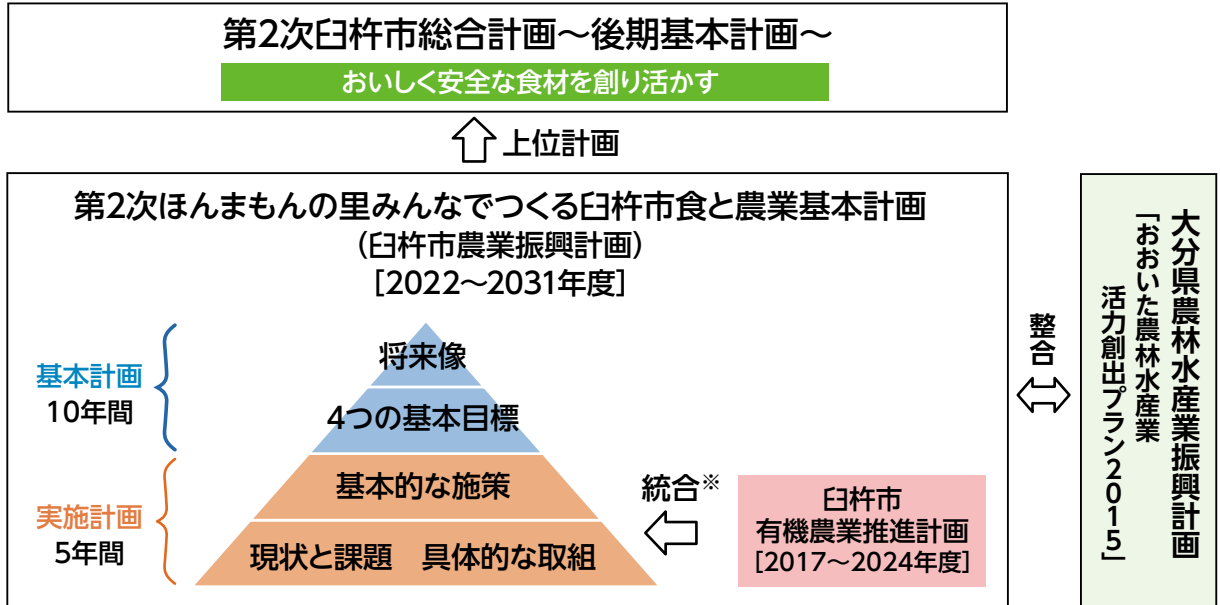 第2次臼杵市総合計画～後期基本計画～
おいしく安全な食材を創り活かす
上位計画
第2次ほんまもんの里みんなでつくる臼杵市食と農業基本計画
(臼杵市農業振興計画)
[2022～2031年度]
基本計画
10年間
将来像
4つの基本目標
実施計画
5年間
基本的な施策
現状と課題　具体的な取組
統合※
臼杵市
有機農業推進計画
[2017～2024年度]
整合
大分県農林水産業振興計画
「おおいた農林水産業
活力創出プラン2015」